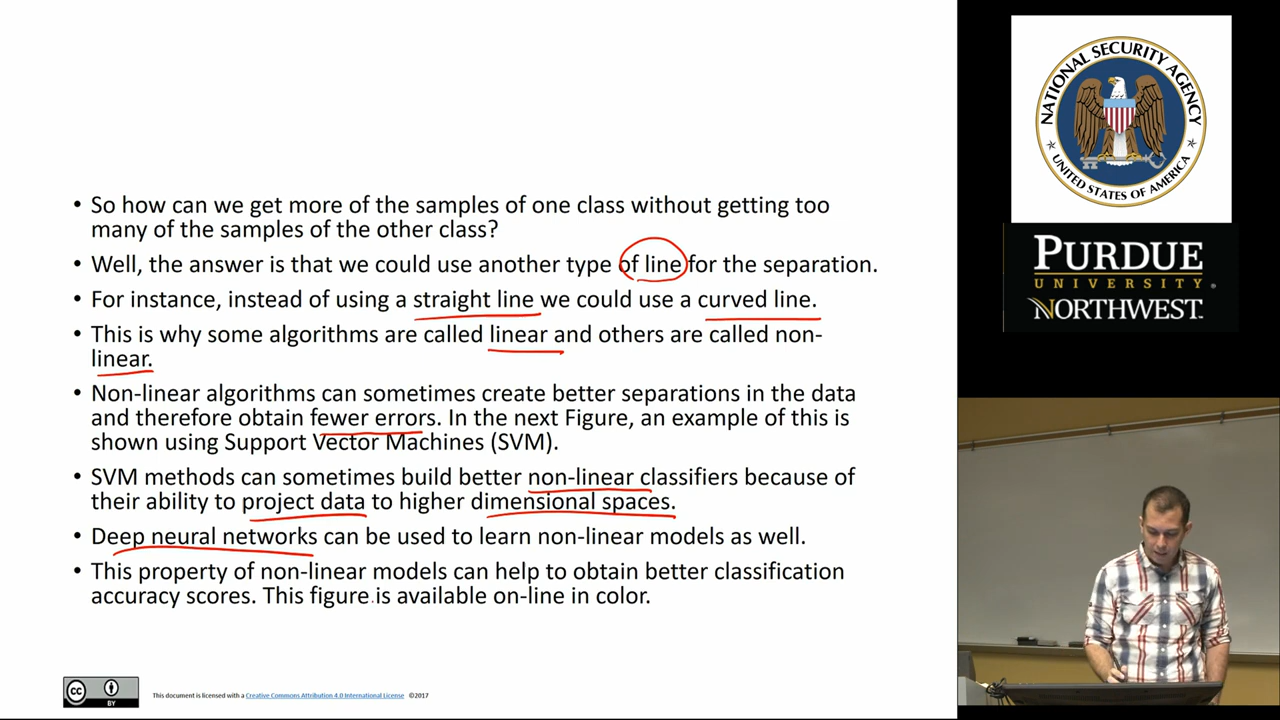 • So how can we get more of the samples of one class without getting too
many of the samples of the other class?
• Well, the answer is that we could use another type of line for the separation.
• For instance, instead of using a straight line we could use a curved line.
• This is why some algorithms are called linear and others are called non-
linear.
• Non-linear algorithms can sometimes create better separations in the data
and therefore obtain fewer errors. In the next Figure, an example of this is
shown using Support Vector Machines (SVM).
• SVM methods can sometimes build better non-linear classifiers because of
their ability to project data to higher dimensional spaces.
• Deep neural networks can be used to learn non-linear models as well.
• This property of non-linear models can help to obtain better classification
accuracy scores. This figure is available on-line in color.
cc BY
This document is licensed with a Creative Commons Attribution 4.0 International License ©2017
NATIONAL SECURITY AGENCY
UNITED STATES OF AMERICA
PURDUE
UNIVERSITY®
NORTHWEST™